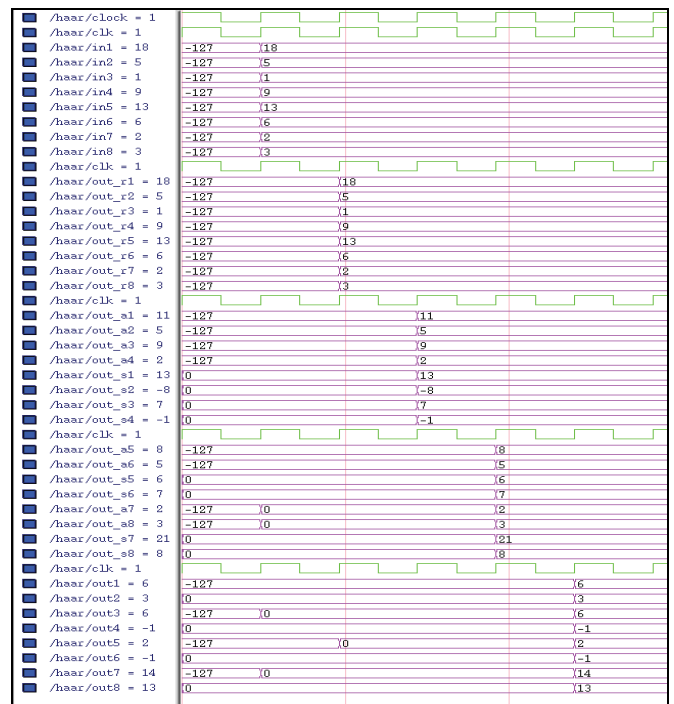 /haar/clock = 1
/haar/clk = 1
/haar/in1 = 18 -127 18
/haar/in2 = 5 -127 5
/haar/in3 = 1 -127 1
/haar/in4 = 9 -127 9
/haar/in5 = 13 -127 13
/haar/in6 = 6 -127 6
/haar/in7 = 2 -127 2
/haar/in8 = 3 -127 3
/haar/clk = 1
/haar/out_r1 = 18 -127 18
/haar/out_r2 = 5 -127 5
/haar/out_r3 = 1 -127 1
/haar/out_r4 = 9 -127 9
/haar/out_r5 = 13 -127 13
/haar/out_r6 = 6 -127 6
/haar/out_r7 = 2 -127 2
/haar/out_r8 = 3 -127 3
/haar/clk = 1
/haar/out_a1 = 11 -127 11
/haar/out_a2 = 5 -127 5
/haar/out_a3 = 9 -127 9
/haar/out_a4 = 2 -127 2
/haar/out_s1 = 13 0 13
/haar/out_s2 = -8 0 -8
/haar/out_s3 = 7 0 7
/haar/out_s4 = -1 0 -1
/haar/clk = 1
/haar/out_a5 = 8 -127 8
/haar/out_a6 = 5 -127 5
/haar/out_s5 = 6 0 6
/haar/out_s6 = 7 0 7
/haar/out_a7 = 2 -127 0 2
/haar/out_a8 = 3 -127 0 3
/haar/out_s7 = 21 0 21
/haar/out_s8 = 8 0 8
/haar/clk = 1
/haar/out1 = 6 -127 6
/haar/out2 = 3 0 3
/haar/out3 = 6 -127 0 6
/haar/out4 = -1 0 -1
/haar/out5 = 2 -127 0 2
/haar/out6 = -1 0 -1
/haar/out7 = 14 -127 0 14
/haar/out8 = 13 0 13